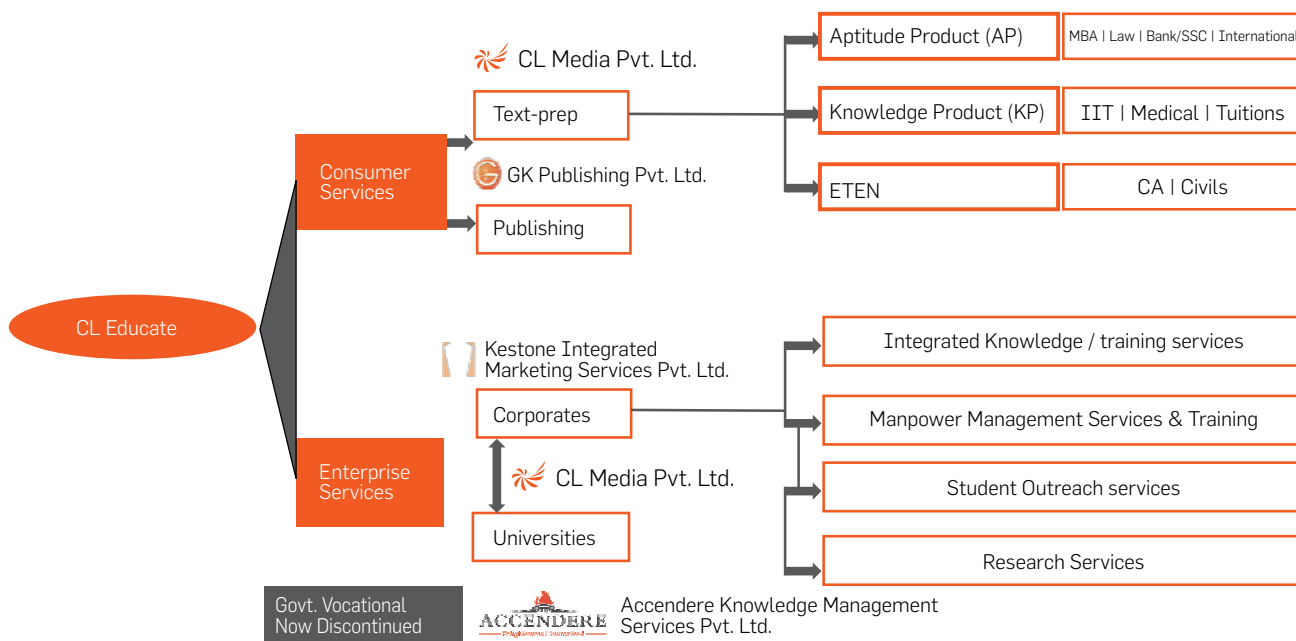 CL Educate
Consumer
Services
CL Media Pvt. Ltd.
Text-prep
GK Publishing Pvt. Ltd.
Publishing
Aptitude Product (AP)
MBA | Law | Bank/SSC | International
Knowledge Product (KP)
IIT | Medical | Tuitions
ETEN
CA | Civils
Enterprise
Services
Kestone Integrated
Marketing Services Pvt. Ltd.
Corporates
CL Media Pvt. Ltd.
Universities
Integrated Knowledge / training services
Manpower Management Services & Training
Student Outreach services
Research Services
Govt. Vocational
Now Discontinued
ACCENDERE
Accendere Knowledge Management
Services Pvt. Ltd.